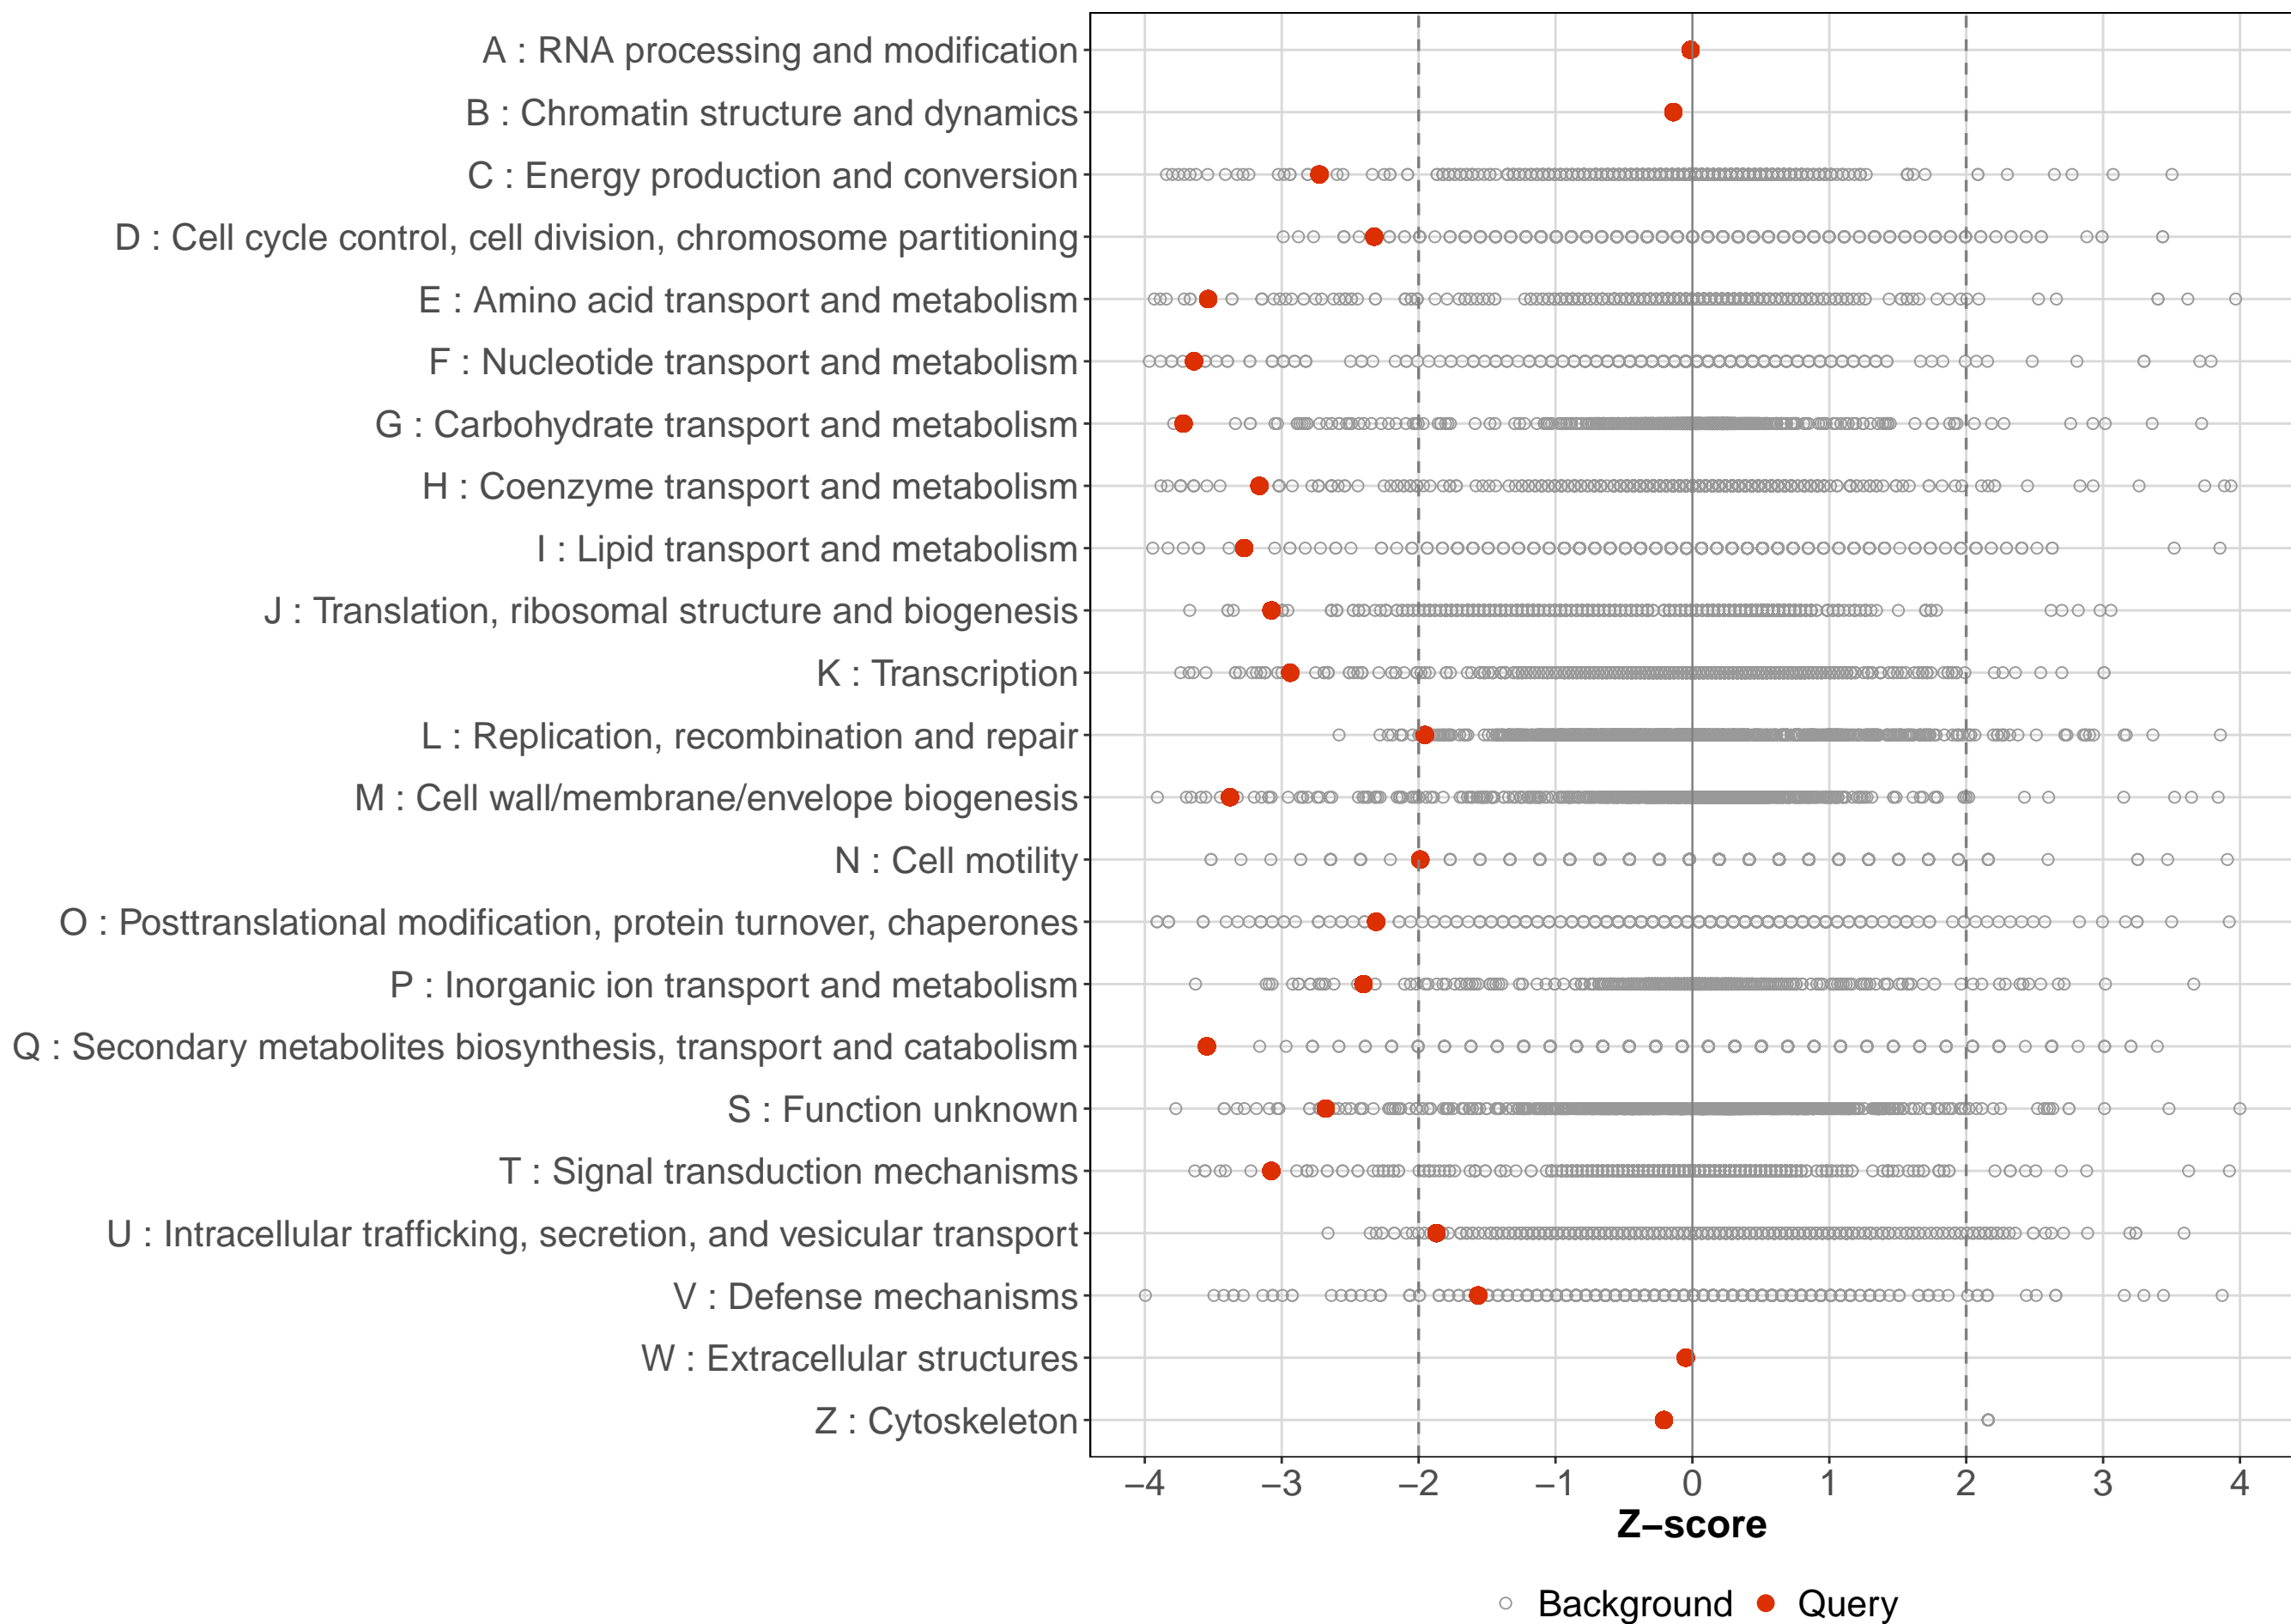 A : RNA processing and modification
B : Chromatin structure and dynamics
C : Energy production and conversion
D : Cell cycle control, cell division, chromosome partitioning
E : Amino acid transport and metabolism
F : Nucleotide transport and metabolism
G : Carbohydrate transport and metabolism
H : Coenzyme transport and metabolism
I : Lipid transport and metabolism
J : Translation, ribosomal structure and biogenesis
K : Transcription
L : Replication, recombination and repair
M : Cell wall/membrane/envelope biogenesis
N : Cell motility
O : Posttranslational modification, protein turnover, chaperones
P : Inorganic ion transport and metabolism
Q : Secondary metabolites biosynthesis, transport and catabolism
S : Function unknown
T : Signal transduction mechanisms
U : Intracellular trafficking, secretion, and vesicular transport
V : Defense mechanisms
W : Extracellular structures
Z : Cytoskeleton
−4 −3 −2 −1 0 1 2 3 4
Z−score
Background Query